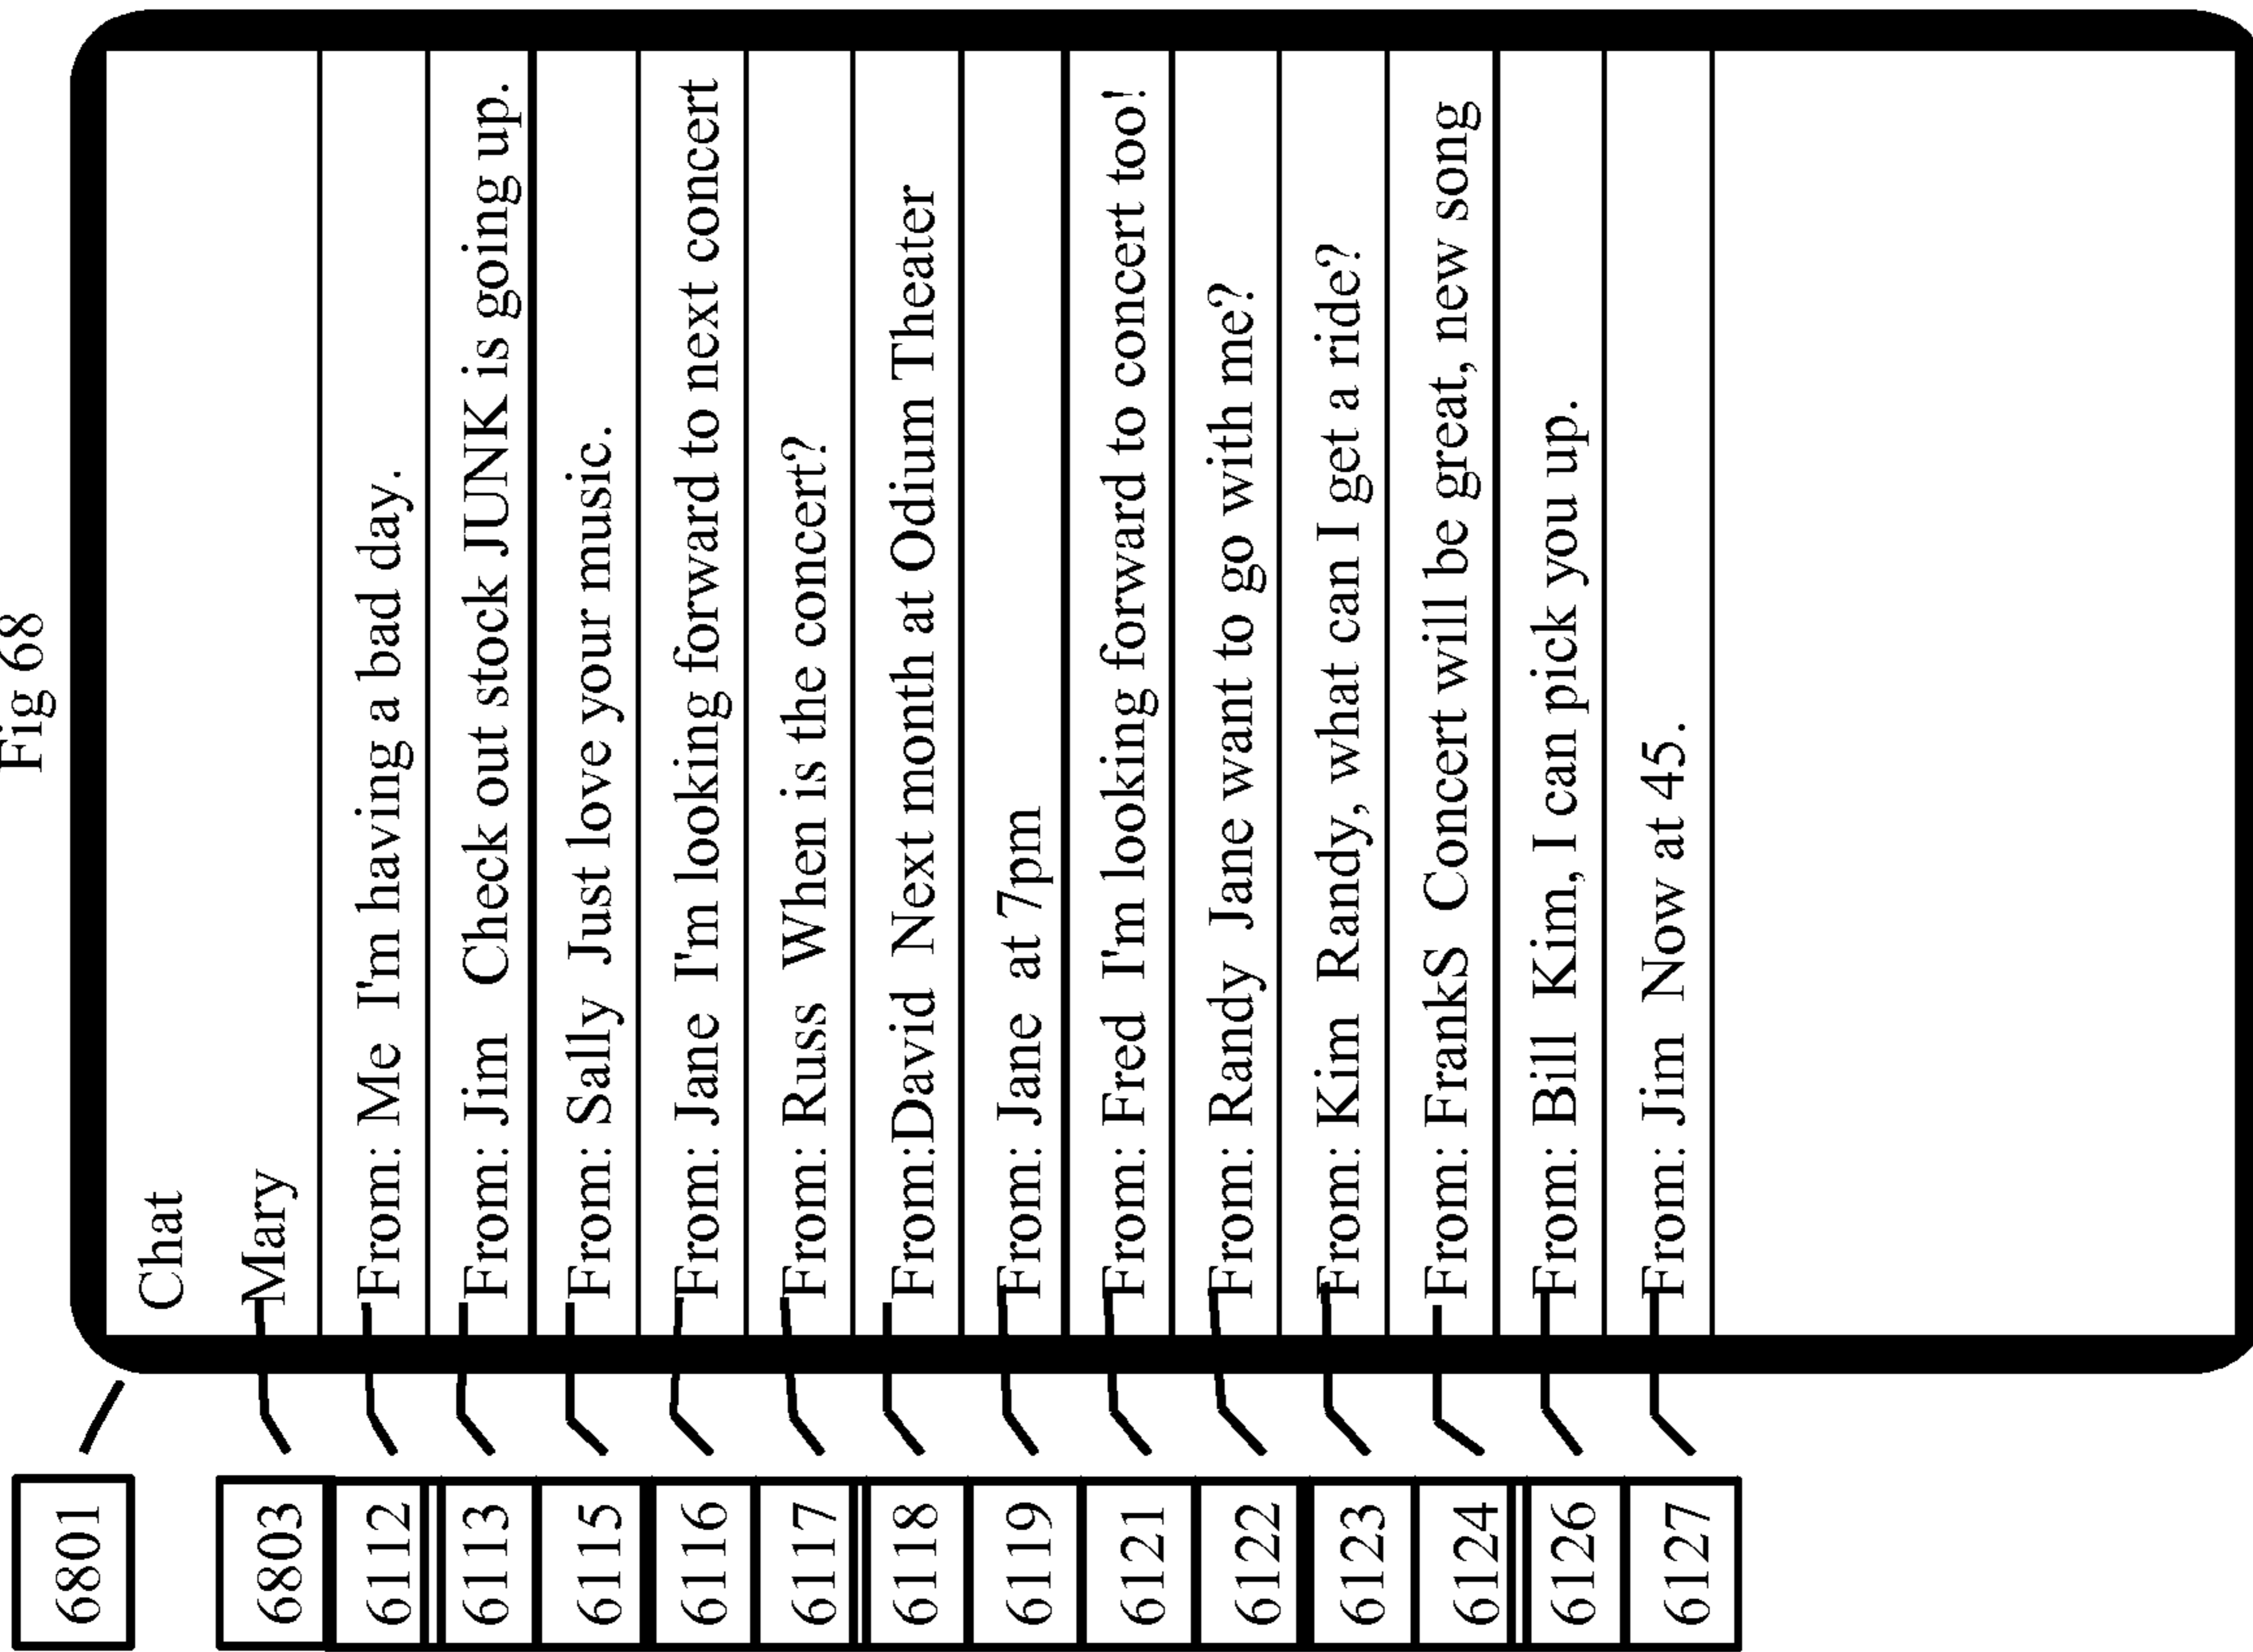 Fig 68
6801
Chat
6803 Mary
6112 From: Me I'm having a bad day.
6113 From: Jim Check out stock JUNK is going up.
6115 From: Sally Just love your music.
6116 From: Jane I'm looking forward to next concert
6117 From: Russ When is the concert?
6118 From:David Next month at Odium Theater
6119 From: Jane at 7pm
6121 From: Fred I'm looking forward to concert too!
6122 From: Randy Jane want to go with me?
6123 From: Kim Randy, what can I get a ride?
6124 From: FrankS Concert will be great, new song
6126 From: Bill Kim, I can pick you up.
6127 From: Jim Now at 45.